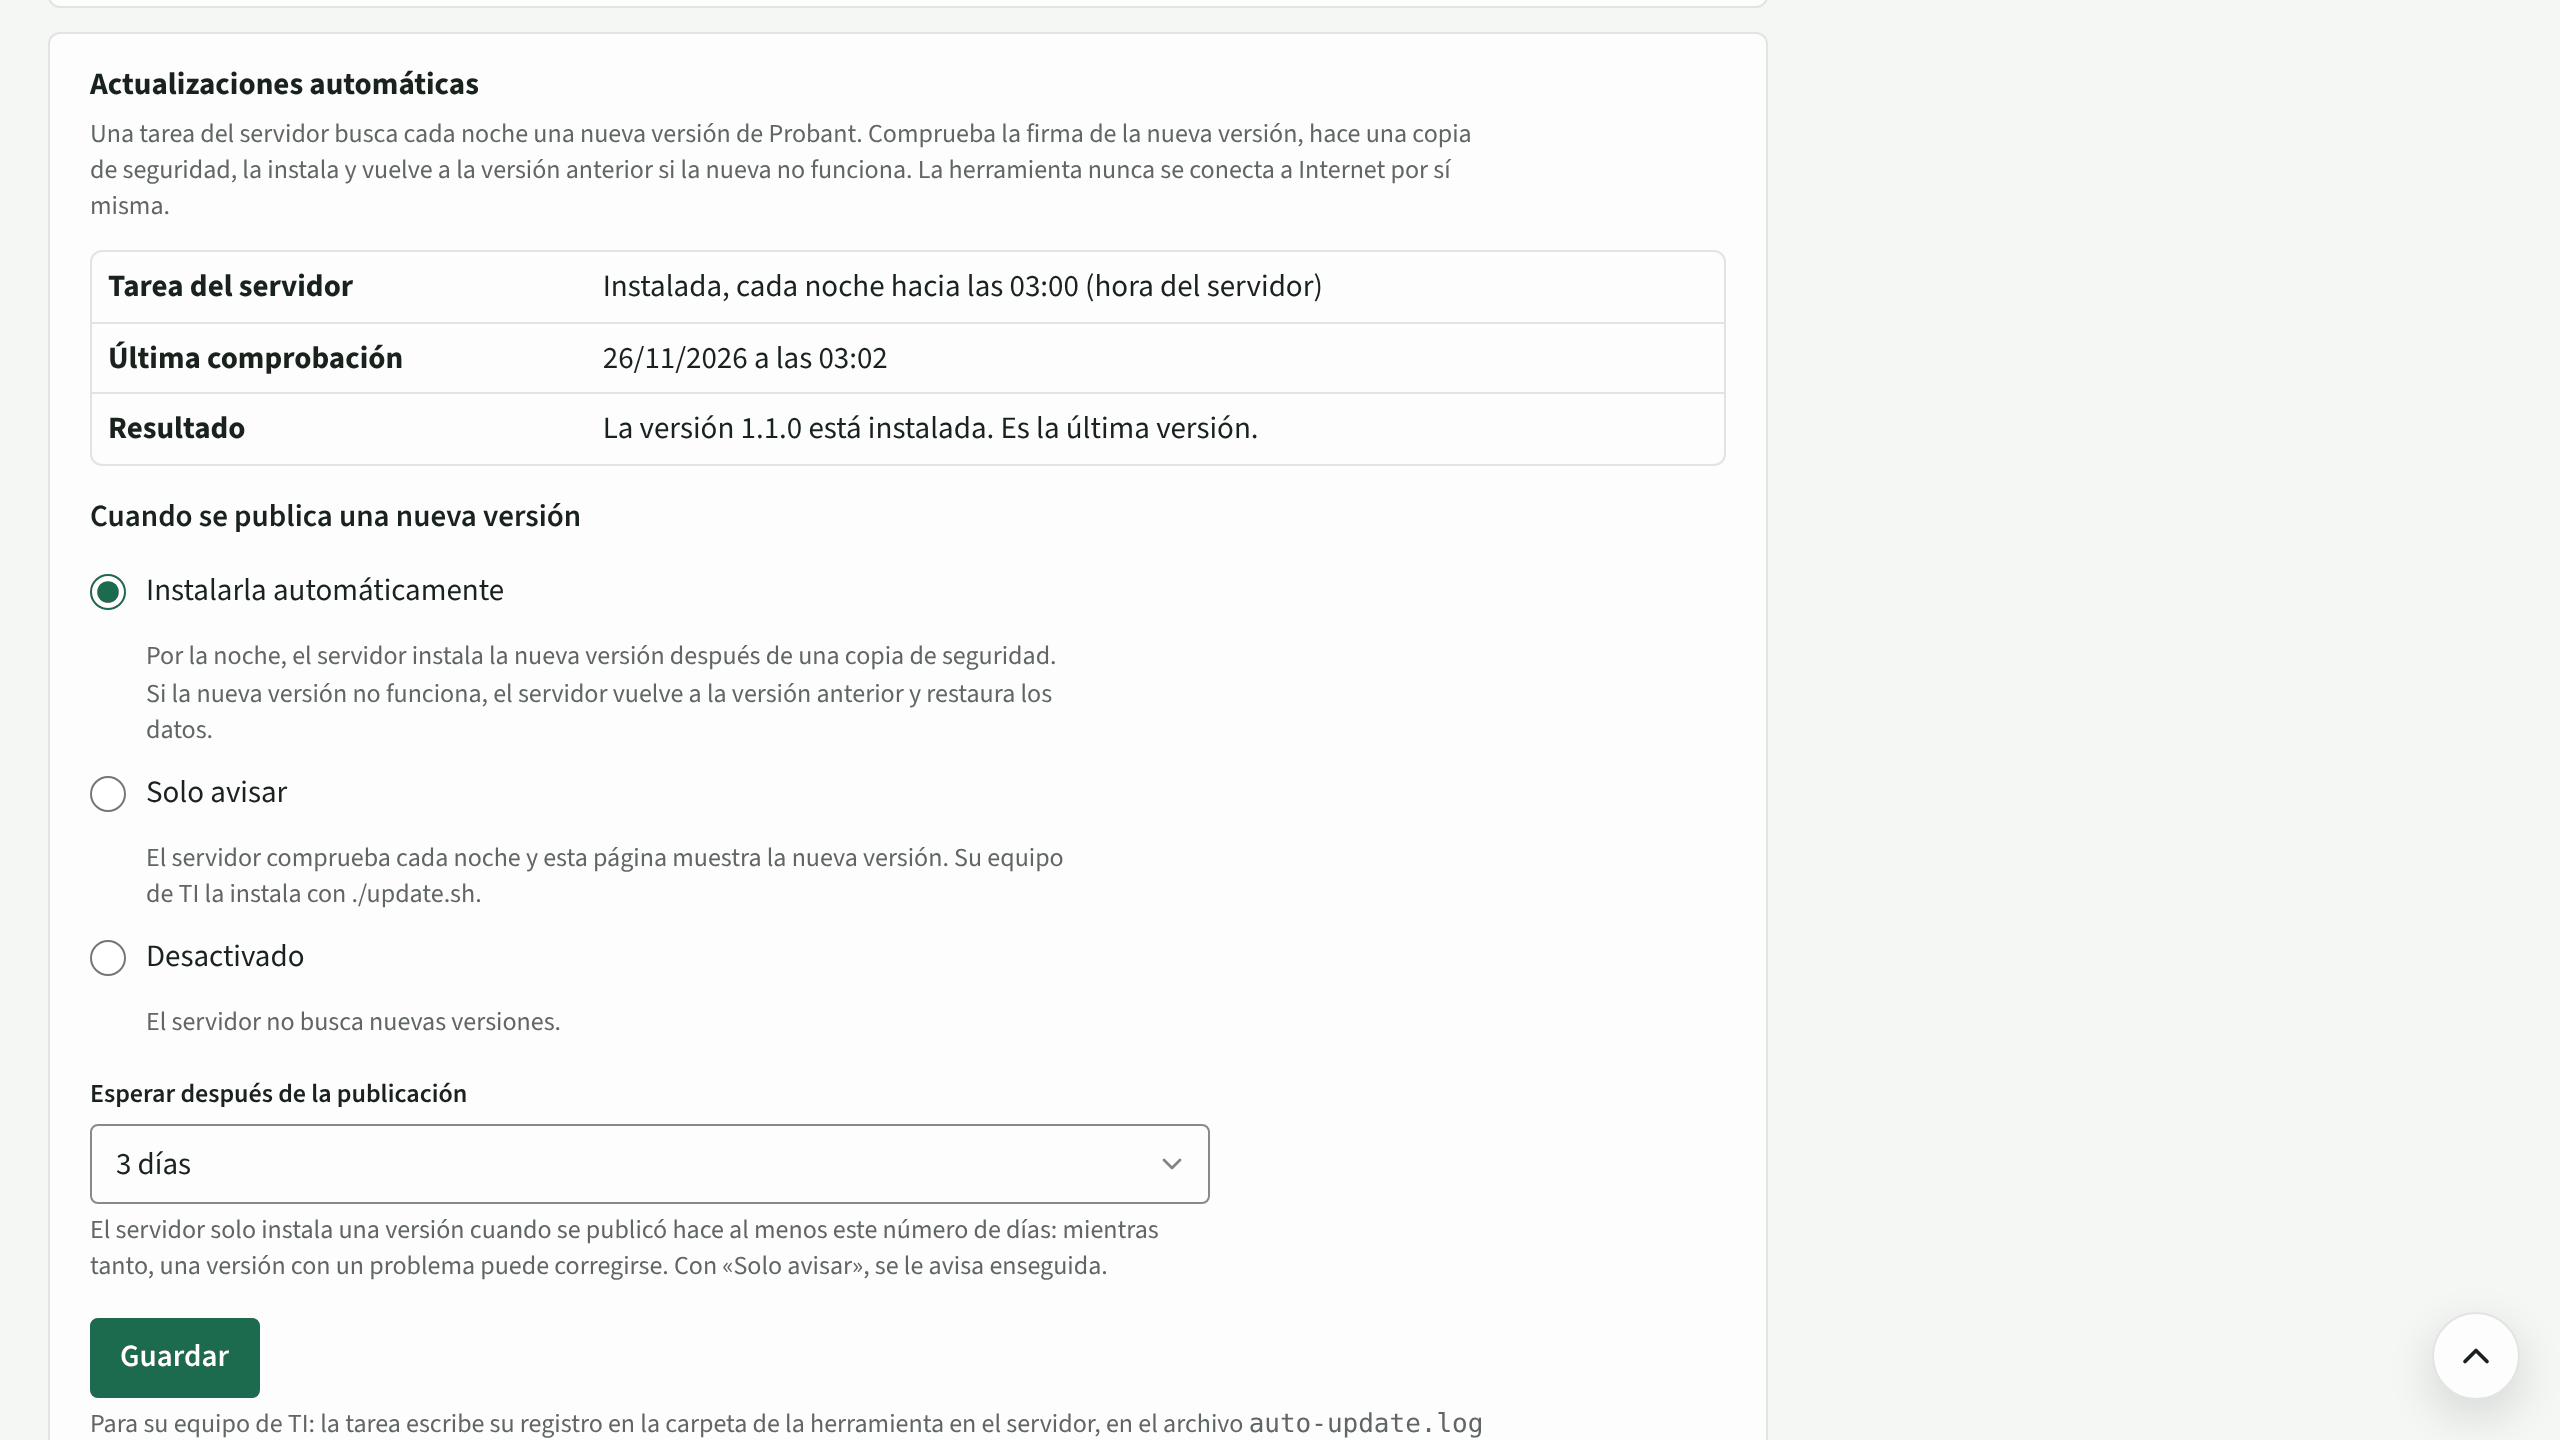 Actualizaciones automáticas
Una tarea del servidor busca cada noche una nueva versión de Probant. Comprueba la firma de la nueva versión, hace una copia
de seguridad, la instala y vuelve a la versión anterior si la nueva no funciona. La herramienta nunca se conecta a Internet por sí
misma.
Tarea del servidor Instalada, cada noche hacia las 03:00 (hora del servidor)
Última comprobación 26/11/2026 a las 03:02
Resultado La versión 1.1.0 está instalada. Es la última versión.
Cuando se publica una nueva versión
Instalarla automáticamente
Por la noche, el servidor instala la nueva versión después de una copia de seguridad.
Si la nueva versión no funciona, el servidor vuelve a la versión anterior y restaura los
datos.
Solo avisar
El servidor comprueba cada noche y esta página muestra la nueva versión. Su equipo
de TI la instala con ./update.sh.
Desactivado
El servidor no busca nuevas versiones.
Esperar después de la publicación
3 días
El servidor solo instala una versión cuando se publicó hace al menos este número de días: mientras
tanto, una versión con un problema puede corregirse. Con «Solo avisar», se le avisa enseguida.
Guardar
Para su equipo de TI: la tarea escribe su registro en la carpeta de la herramienta en el servidor, en el archivo auto-update.log